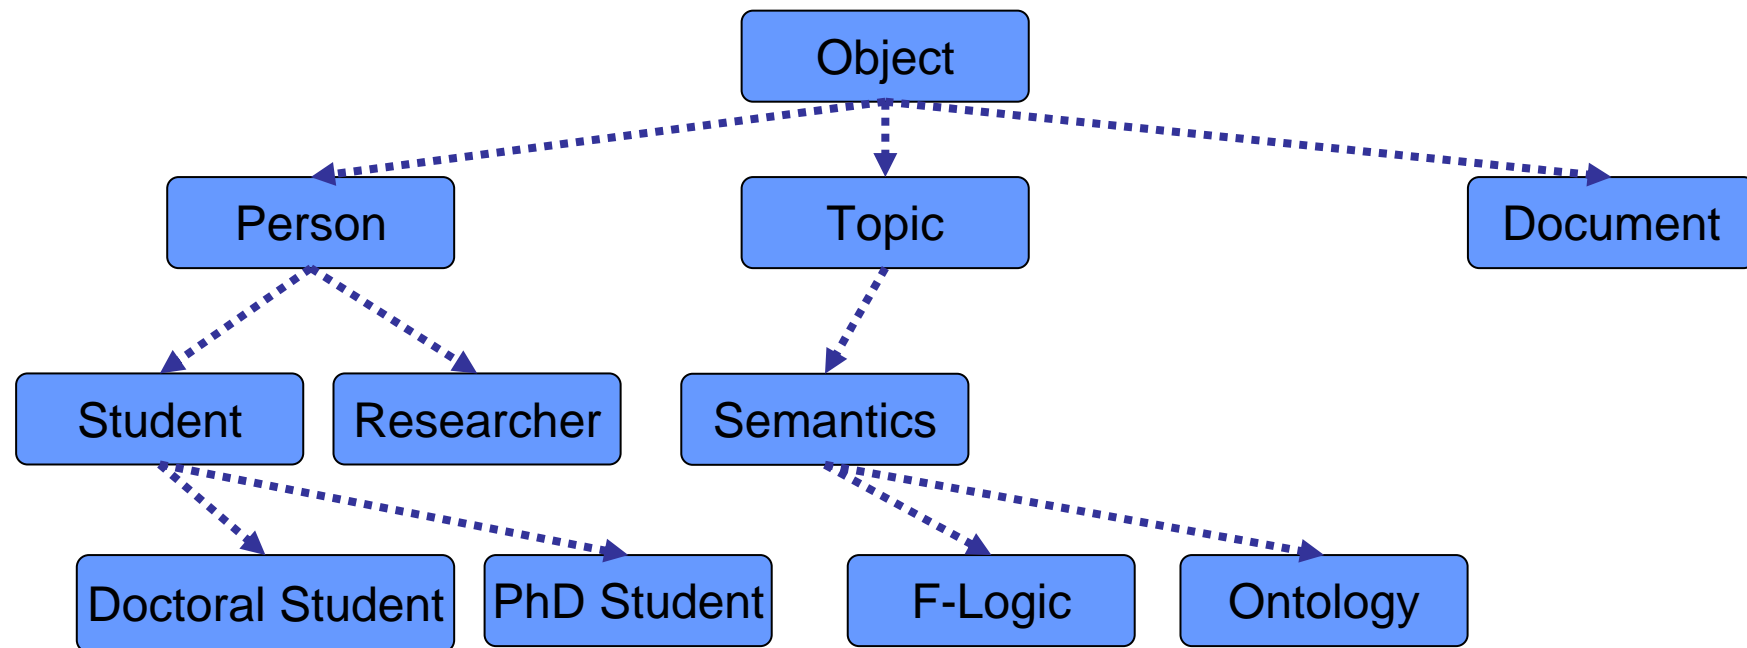 Object
Person
Topic
Document
Student
Researcher
Semantics
Doctoral Student
PhD Student
F-Logic
Ontology